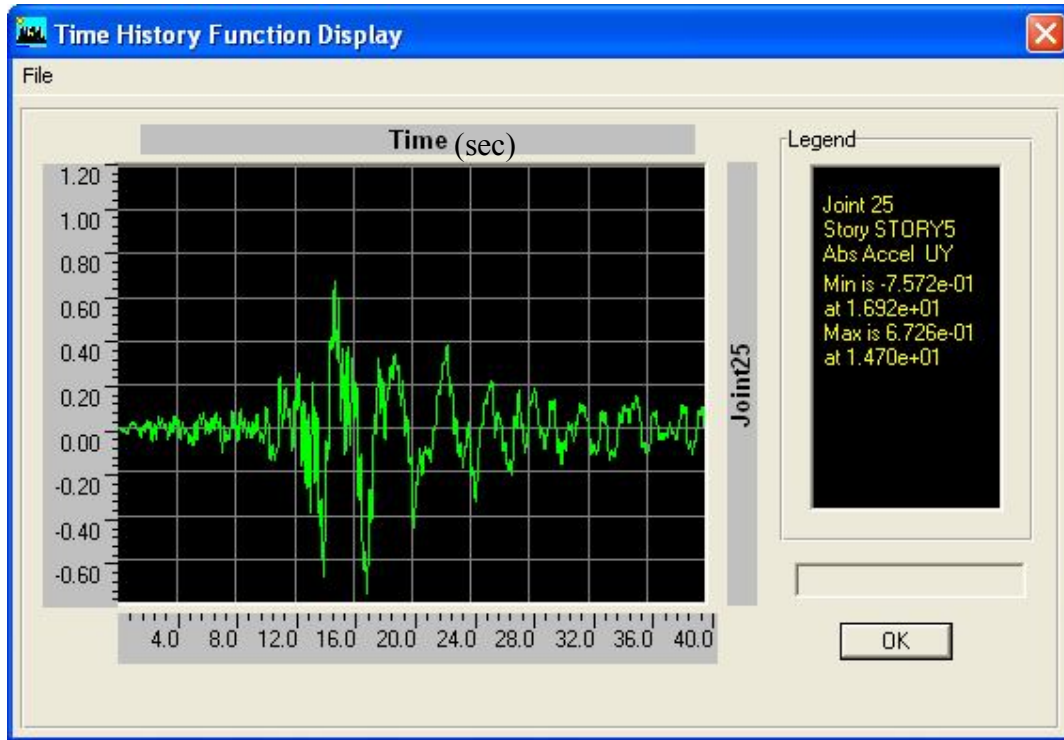 Time History Function Display
File
Time (sec)
1.20
1.00
0.80
0.60
0.40
0.20
0.00
-0.20
-0.40
-0.60
4.0 8.0 12.0 16.0 20.0 24.0 28.0 32.0 36.0 40.0
Joint25
Legend
Joint 25
Story STORY5
Abs Accel UY
Min is -7.572e-01
at 1.692e+01
Max is 6.726e-01
at 1.470e+01
OK